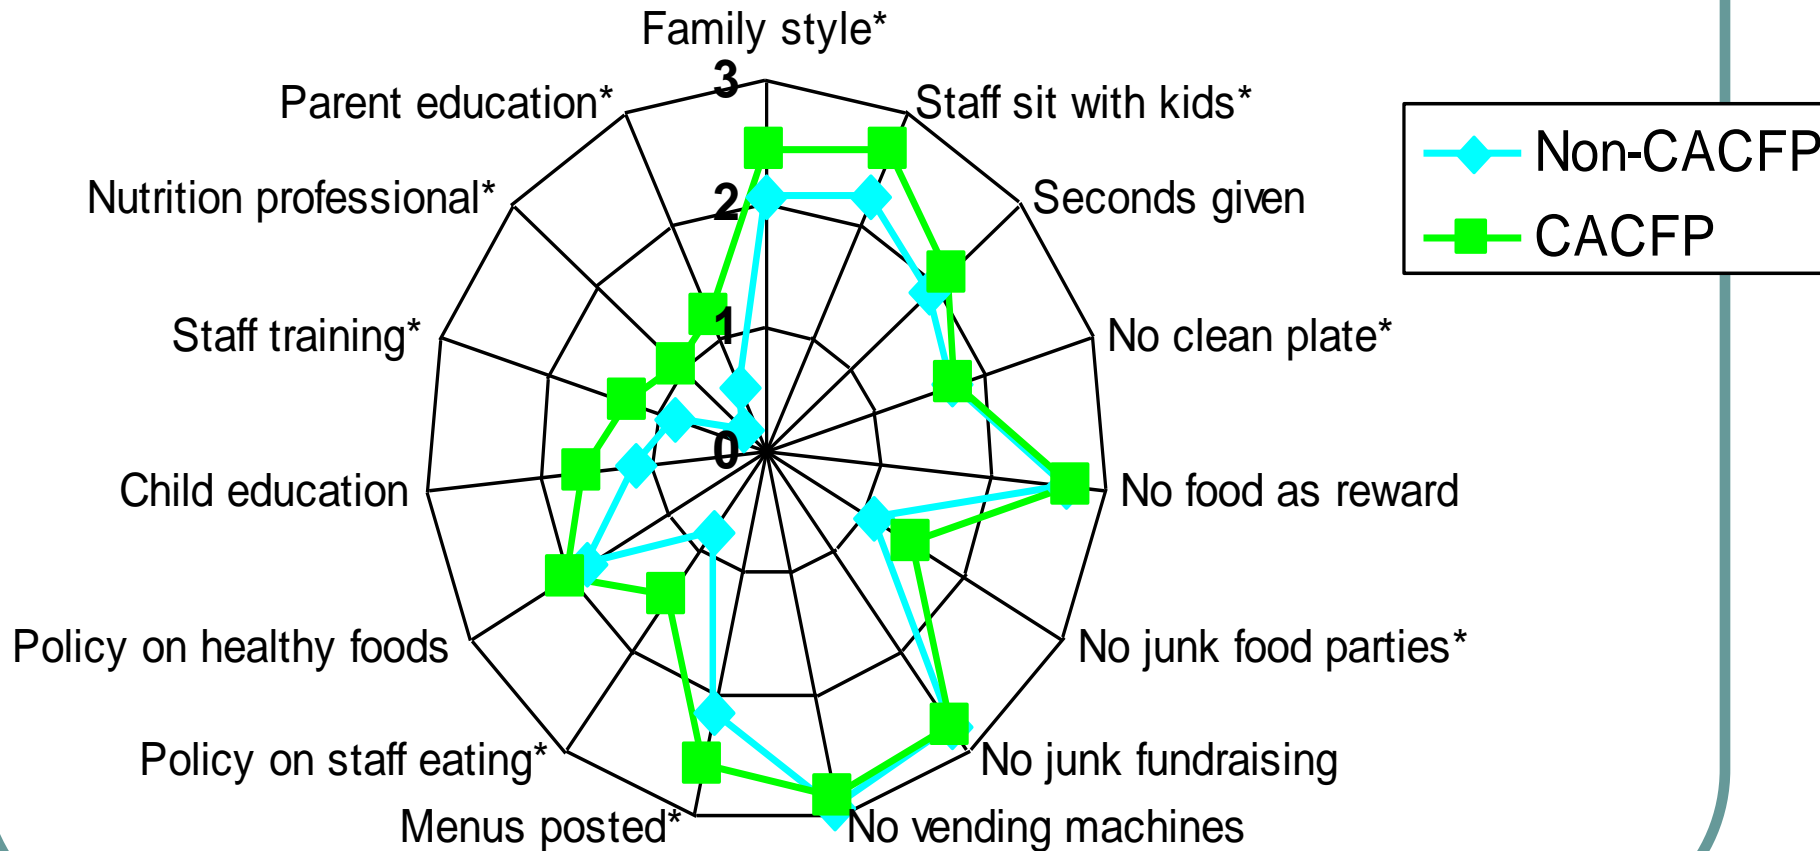 Family style*
3
Parent education*
Staff sit with kids*
Non-CACFP
Nutrition professional*
2
Seconds given
CACFP
Staff training*
1
No clean plate*
0
Child education
No food as reward
Policy on healthy foods
No junk food parties*
Policy on staff eating*
No junk fundraising
Menus posted*
No vending machines